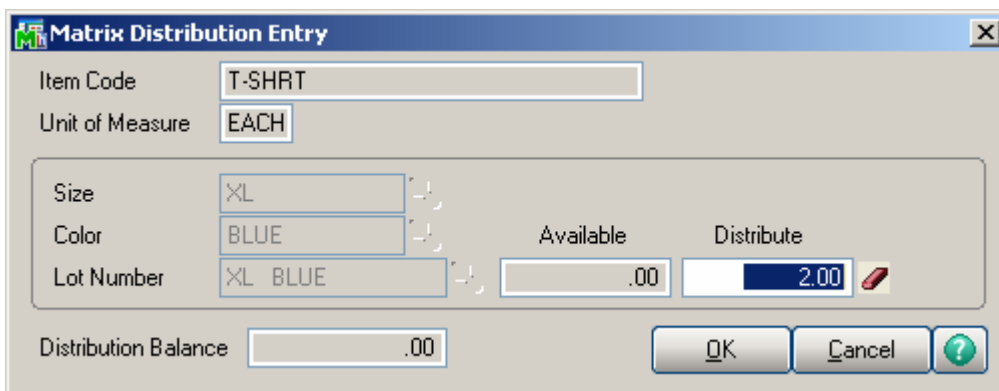 Matrix Distribution Entry
Item Code T-SHRT
Unit of Measure EACH
Size XL
Color BLUE Available Distribute
Lot Number XL BLUE .00 2.00
Distribution Balance .00 OK Cancel ?